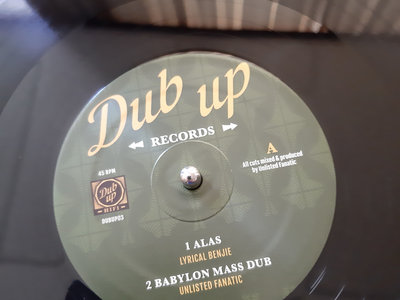 Dub up
RECORDS
45 RPM
Dub
up
HIFI
DUBUP03
A
All cuts mixed & produced
by Unlisted Fanatic
1 ALAS
LYRICAL BENJIE
2 BABYLON MASS DUB
UNLISTED FANATIC